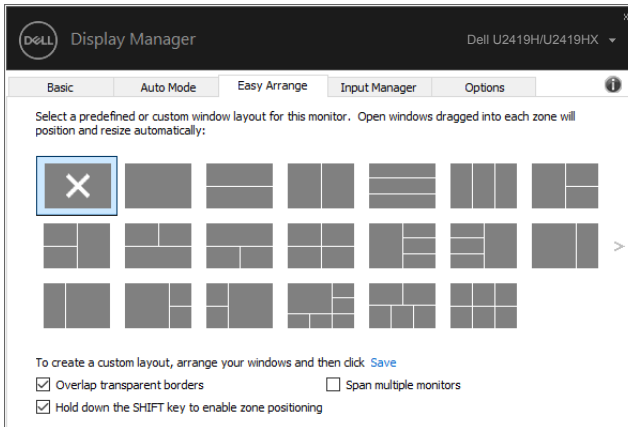 DELL Display Manager Dell U2419H/U2419HX
Basic Auto Mode Easy Arrange Input Manager Options
Select a predefined or custom window layout for this monitor. Open windows dragged into each zone will
position and resize automatically:
To create a custom layout, arrange your windows and then click Save
Overlap transparent borders Span multiple monitors
Hold down the SHIFT key to enable zone positioning